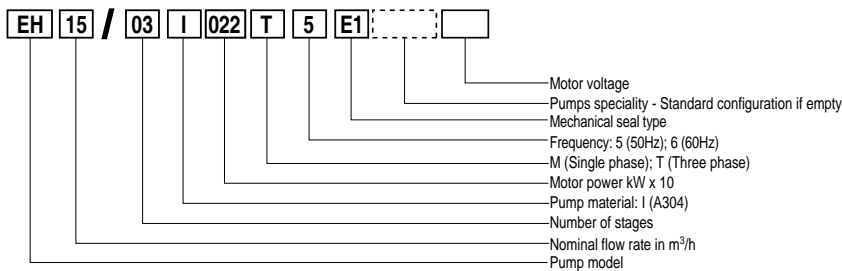 EH 15 / 03 I 022 T 5 E1
Motor voltage
Pumps speciality - Standard configuration if empty
Mechanical seal type
Frequency: 5 (50Hz); 6 (60Hz)
M (Single phase); T (Three phase)
Motor power kW x 10
Pump material: I (A304)
Number of stages
Nominal flow rate in m³/h
Pump model